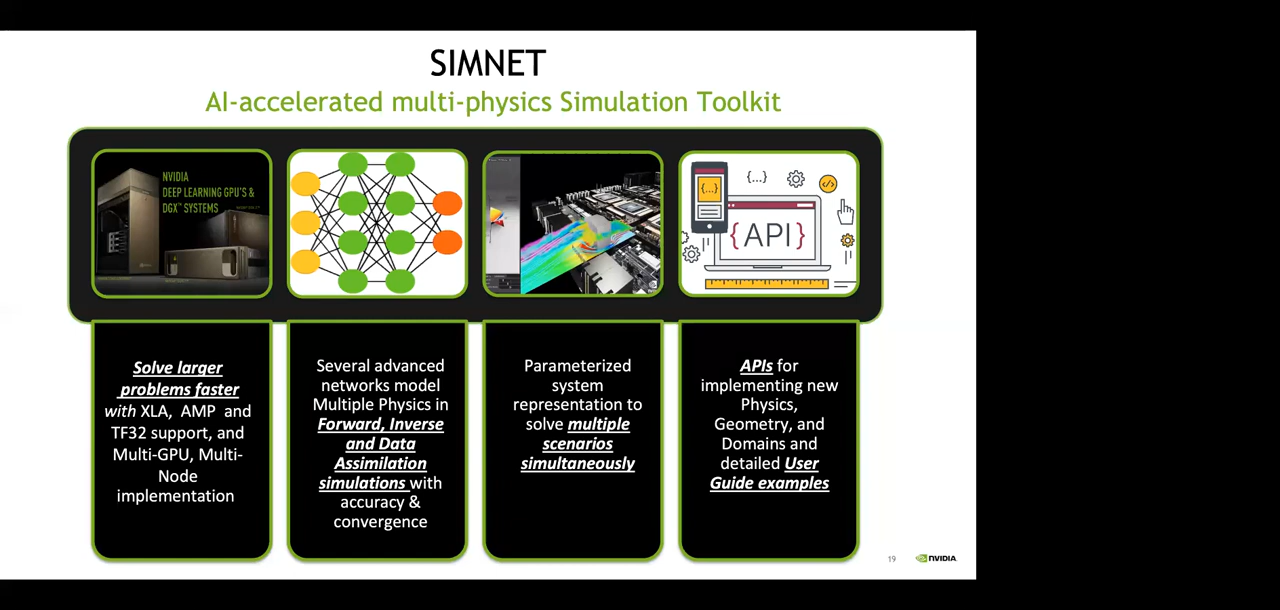 SIMNET
AI-accelerated multi-physics Simulation Toolkit
NVIDIA
DEEP LEARNING GPU'S &
DGX™ SYSTEMS
{...}
{...}
</>
{API}
Solve larger
problems faster
with XLA, AMP and
TF32 support, and
Multi-GPU, Multi-
Node
implementation
Several advanced
networks model
Multiple Physics in
Forward, Inverse
and Data
Assimilation
simulations with
accuracy &
convergence
Parameterized
system
representation to
solve multiple
scenarios
simultaneously
APIs for
implementing new
Physics,
Geometry, and
Domains and
detailed User
Guide examples
19
NVIDIA